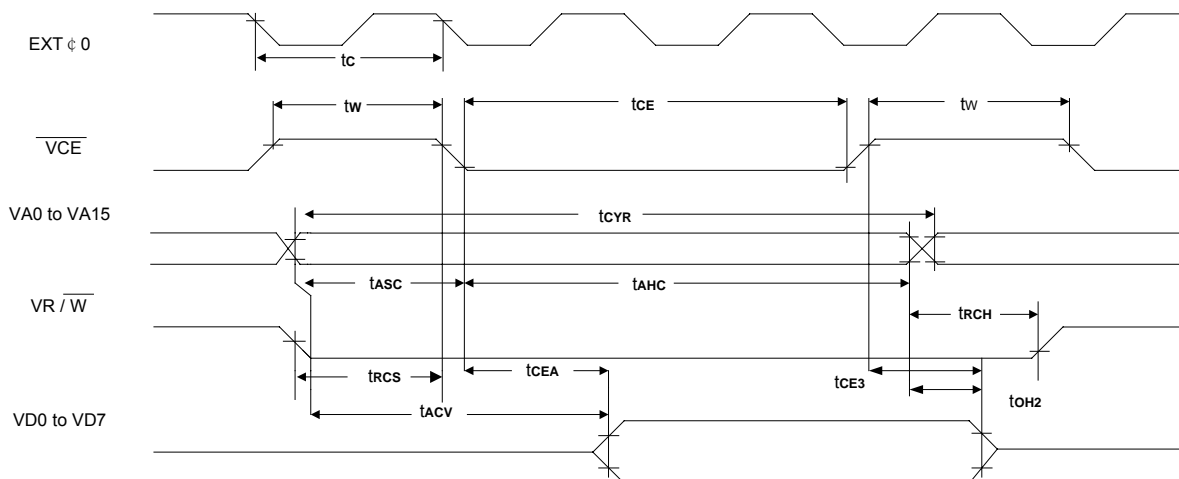 EXT ¢ 0
tC
tW
tCE
tW
VCE
VA0 to VA15
tCYR
tASC
tAHC
VR / W
tRCH
tCEA
tRCS
tCE3
tACV
tOH2
VD0 to VD7